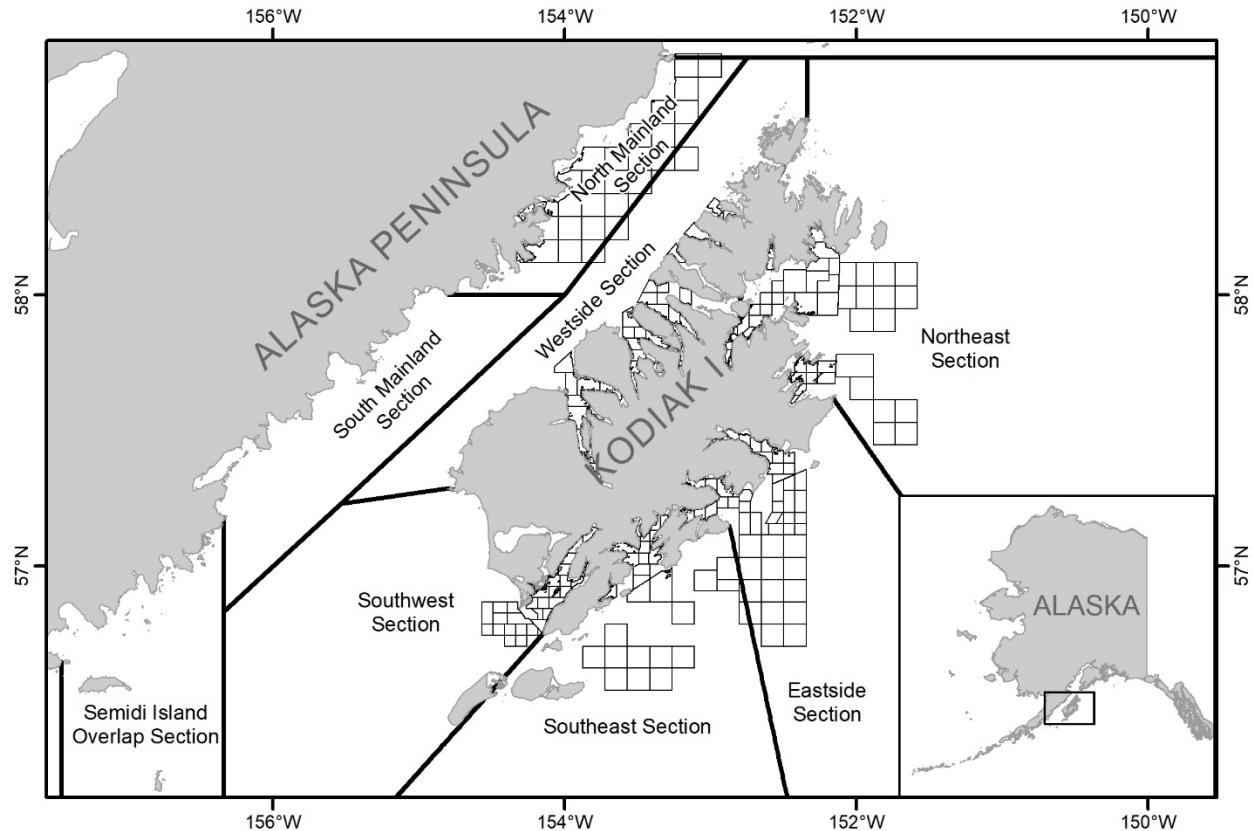 156°W
154°W
152°W
150°W
ALASKA PENINSULA
North Mainland
Section
58°N
58°N
Westside Section
South Mainland
Section
KODIAK I.
Northeast
Section
57°N
57°N
Southwest
Section
Semidi Island
Overlap Section
Southeast Section
Eastside
Section
ALASKA
156°W
154°W
152°W
150°W